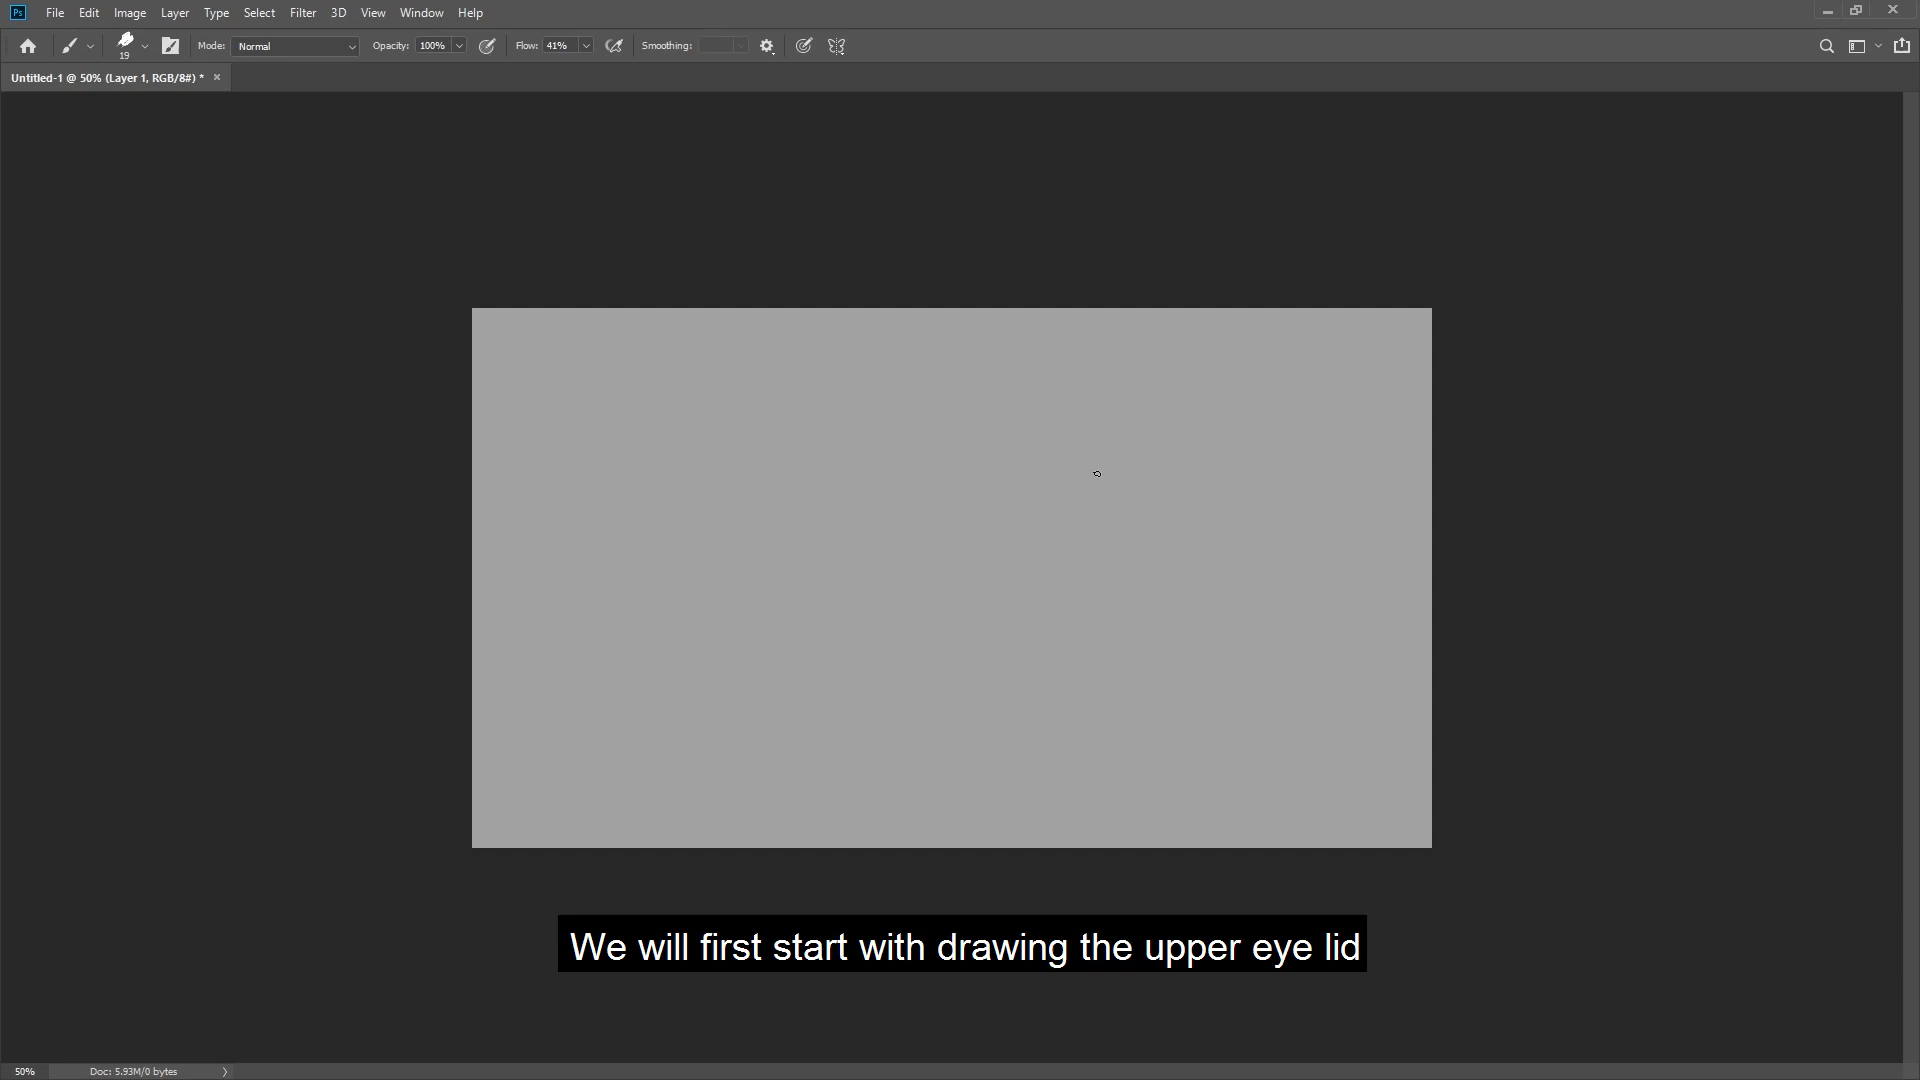 Ps File Edit Image Layer Type Select Filter 3D View Window Help
19 Mode: Normal Opacity: 100% Flow: 41% Smoothing:
Untitled-1 @ 50% (Layer 1, RGB/8#) * ×
We will first start with drawing the upper eye lid
50% Doc: 5.93M/0 bytes